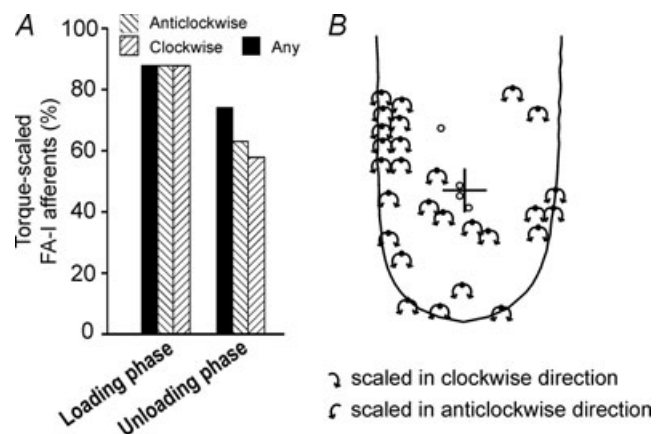 A
Anticlockwise
Clockwise Any
Torque-scaled
FA-I afferents (%)
100
80
60
40
20
0
Loading phase
Unloading phase
B
scaled in clockwise direction
scaled in anticlockwise direction